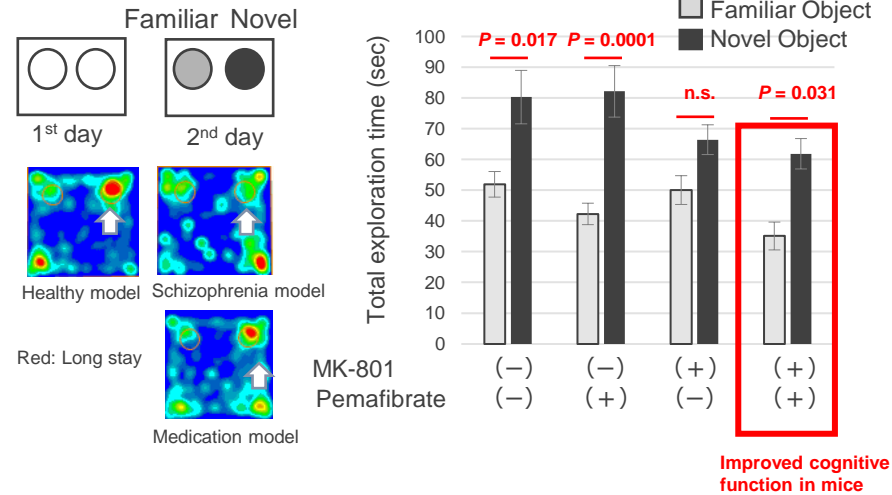 Familiar Novel
1st day
2nd day
Healthy model
Schizophrenia model
Red: Long stay
Medication model
Familiar Object
Novel Object
P = 0.017
P = 0.0001
n.s.
P = 0.031
Total exploration time (sec)
100
90
80
70
60
50
40
30
20
10
0
MK-801 (−) (−) (+) (+)
Pemafibrate (−) (+) (−) (+)
Improved cognitive
function in mice